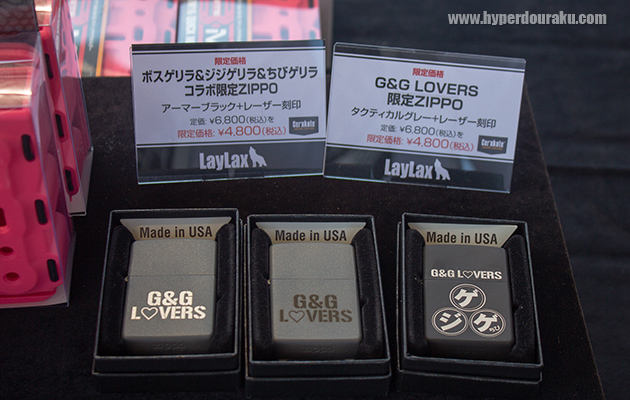 www.hyperdouraku.com
限定価格
ボスゲリラ&ジジゲリラ&ちびゲリラ
コラボ限定ZIPPO
アーマーブラック+レーザー刻印
定価: ¥6,800(税込)を
限定価格: ¥4,800(税込)
Cerakote
LayLax
限定価格
G&G LOVERS
限定ZIPPO
タクティカルグレー+レーザー刻印
定価: ¥6,800(税込)を
限定価格: ¥4,800(税込)
Cerakote
LayLax
Made in USA
G&G
L♡VERS
Made in USA
G&G
L♡VERS
Made in USA
G&G L♡VERS
ゲ
ジ
ゲ